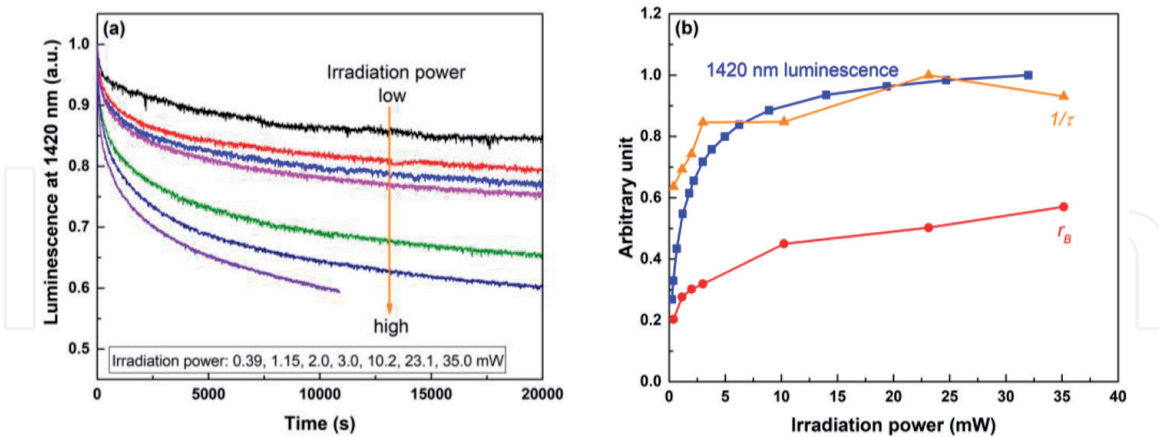 (a)
Luminescence at 1420 nm (a.u.)
1.0
0.9
0.8
0.7
0.6
0.5
Irradiation power
low
high
Irradiation power: 0.39, 1.15, 2.0, 3.0, 10.2, 23.1, 35.0 mW
0
5000
10000
15000
20000
Time (s)
(b)
Arbitrary unit
1.2
1.0
0.8
0.6
0.4
0.2
0.0
1420 nm luminescence
1/τ
r_B
0
5
10
15
20
25
30
35
40
Irradiation power (mW)